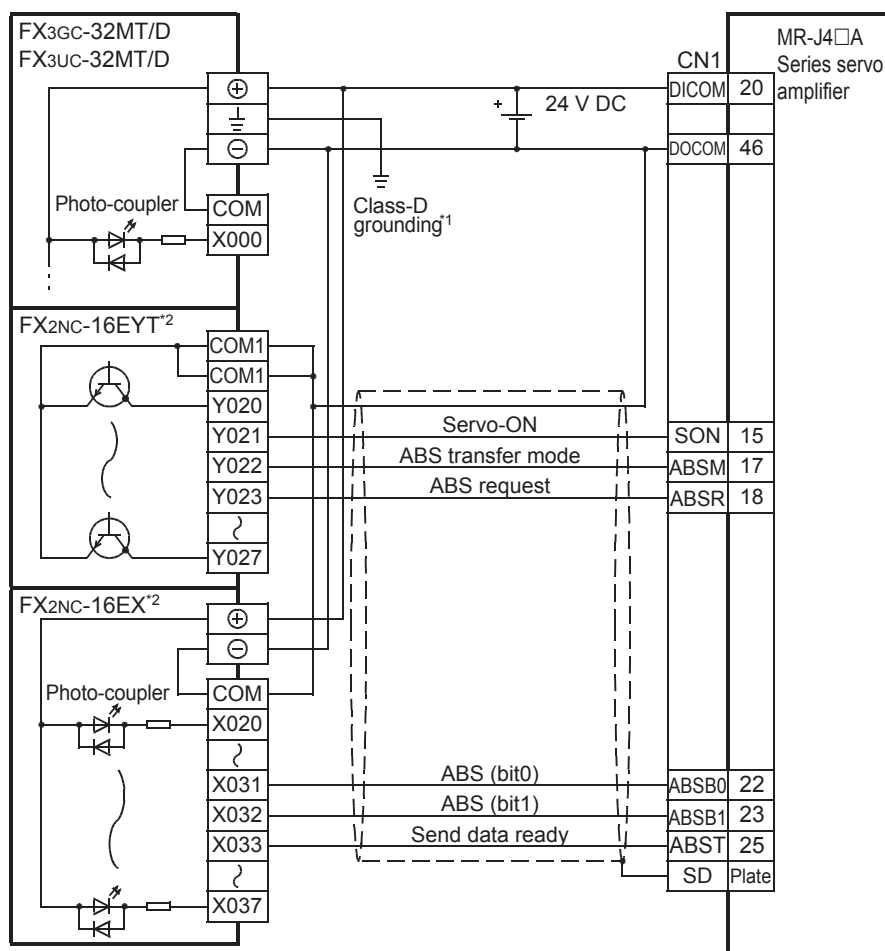 FX3GC-32MT/D
FX3UC-32MT/D
MR-J4□A
Series servo
amplifier
CN1
⊕
DICOM 20
+
24 V DC
⊖
DOCOM 46
Photo-coupler
COM
X000
Class-D
grounding*1
FX2NC-16EYT*2
COM1
COM1
Y020
Y021
Servo-ON
SON 15
Y022
ABS transfer mode
ABSM 17
Y023
ABS request
ABSR 18
Y027
FX2NC-16EX*2
⊕
⊖
Photo-coupler
COM
X020
X031
ABS (bit0)
ABSB0 22
X032
ABS (bit1)
ABSB1 23
X033
Send data ready
ABST 25
SD Plate
X037